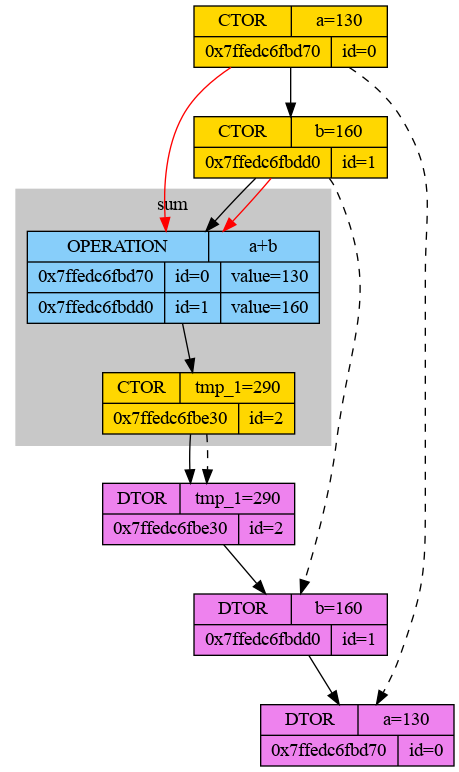 CTOR a=130
0x7ffedc6fbd70 id=0
CTOR b=160
0x7ffedc6fbdd0 id=1
sum
OPERATION a+b
0x7ffedc6fbd70 id=0 value=130
0x7ffedc6fbdd0 id=1 value=160
CTOR tmp_1=290
0x7ffedc6fbe30 id=2
DTOR tmp_1=290
0x7ffedc6fbe30 id=2
DTOR b=160
0x7ffedc6fbdd0 id=1
DTOR a=130
0x7ffedc6fbd70 id=0